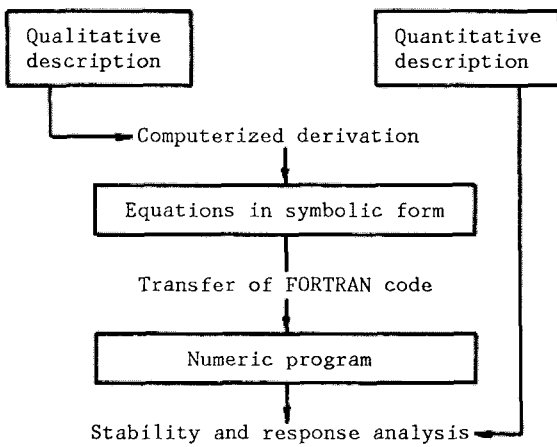 Qualitative
description
Quantitative
description
Computerized derivation
Equations in symbolic form
Transfer of FORTRAN code
Numeric program
Stability and response analysis